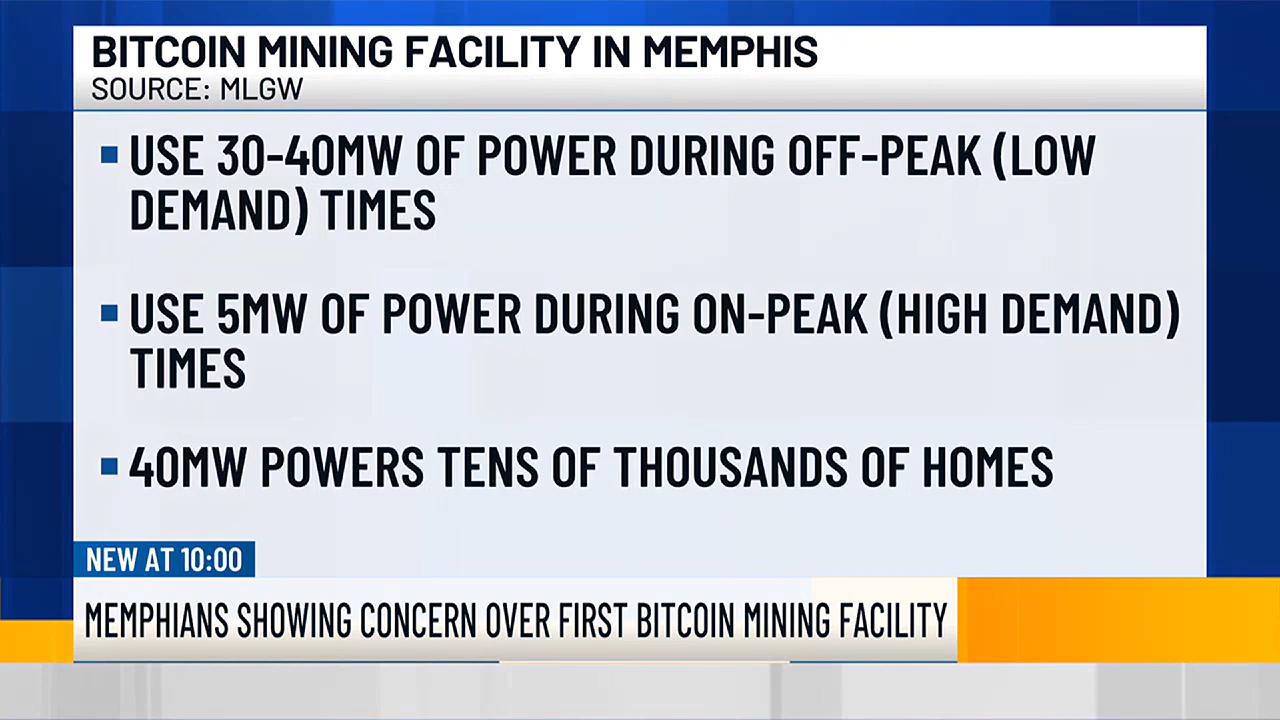 BITCOIN MINING FACILITY IN MEMPHIS
SOURCE: MLGW
▪ USE 30-40MW OF POWER DURING OFF-PEAK (LOW
DEMAND) TIMES
▪ USE 5MW OF POWER DURING ON-PEAK (HIGH DEMAND)
TIMES
▪ 40MW POWERS TENS OF THOUSANDS OF HOMES
NEW AT 10:00
MEMPHIANS SHOWING CONCERN OVER FIRST BITCOIN MINING FACILITY